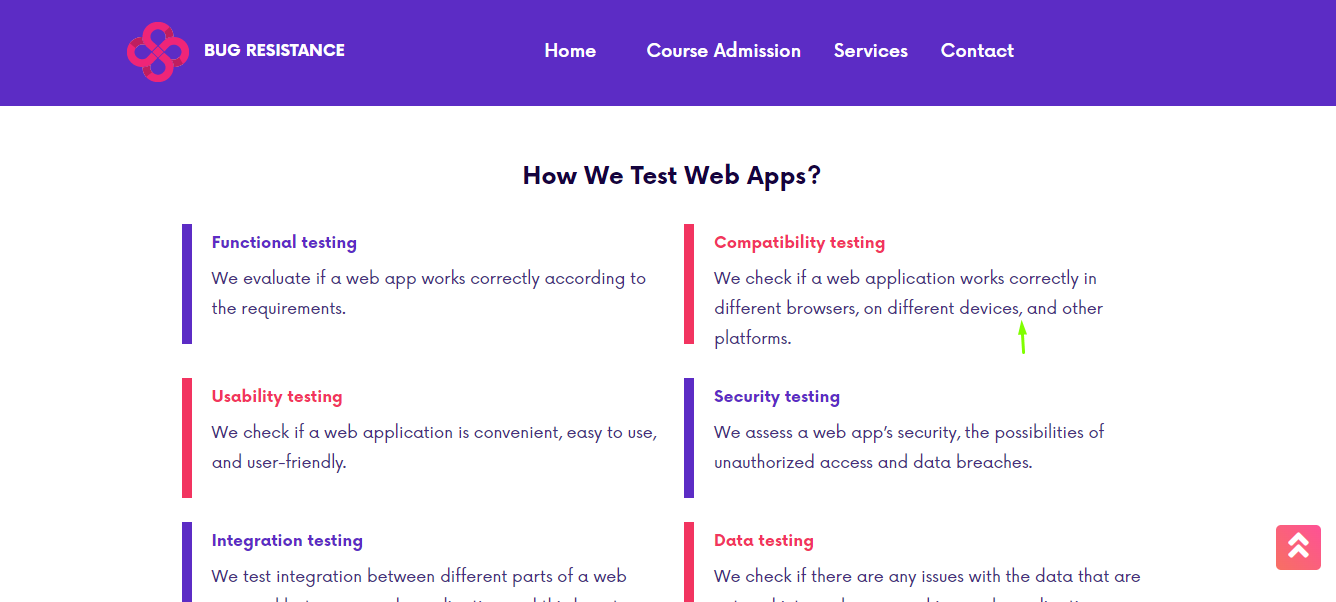 BUG RESISTANCE
Home Course Admission Services Contact
How We Test Web Apps?
Functional testing
We evaluate if a web app works correctly according to
the requirements.
Compatibility testing
We check if a web application works correctly in
different browsers, on different devices, and other
platforms.
Usability testing
We check if a web application is convenient, easy to use,
and user-friendly.
Security testing
We assess a web app’s security, the possibilities of
unauthorized access and data breaches.
Integration testing
We test integration between different parts of a web
Data testing
We check if there are any issues with the data that are